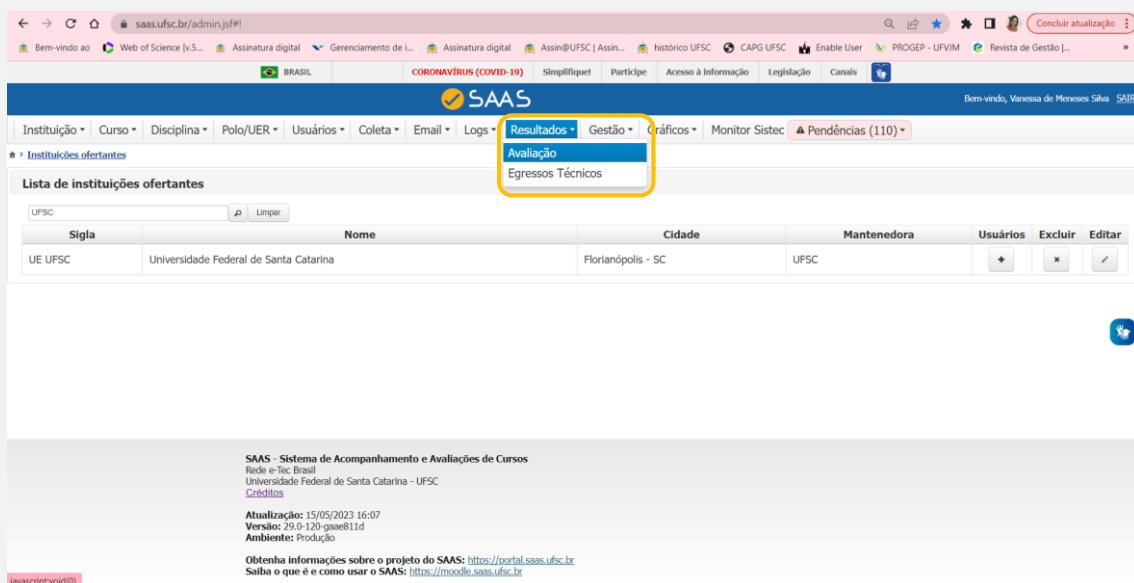 saas.ufsc.br/admin.jsf#!
Concluir atualização
Bem-vindo ao Web of Science [v.5... Assinatura digital Gerenciamento de i... Assinatura digital Assin@UFSC | Assin... histórico UFSC CAPG UFSC Enable User PROGEP - UFVJM Revista de Gestão |... »
BRASIL CORONAVÍRUS (COVID-19) Simplifique! Participe Acesso à informação Legislação Canais
SAAS
Bem-vindo, Vanessa de Meneses Silva SAIR
Instituição Curso Disciplina Polo/UER Usuários Coleta Email Logs Resultados Gestão Gráficos Monitor Sistec Pendências (110)
Instituições ofertantes
Avaliação
Egressos Técnicos
Lista de instituições ofertantes
UFSC Limpar
Sigla Nome Cidade Mantenedora Usuários Excluir Editar
UE UFSC Universidade Federal de Santa Catarina Florianópolis - SC UFSC
SAAS - Sistema de Acompanhamento e Avaliações de Cursos
Rede e-Tec Brasil
Universidade Federal de Santa Catarina - UFSC
Créditos
Atualização: 15/05/2023 16:07
Versão: 29.0-120-gaae811d
Ambiente: Produção
Obtenha informações sobre o projeto do SAAS: https://portal.saas.ufsc.br
Saiba o que é e como usar o SAAS: https://moodle.saas.ufsc.br
javascript:void(0)